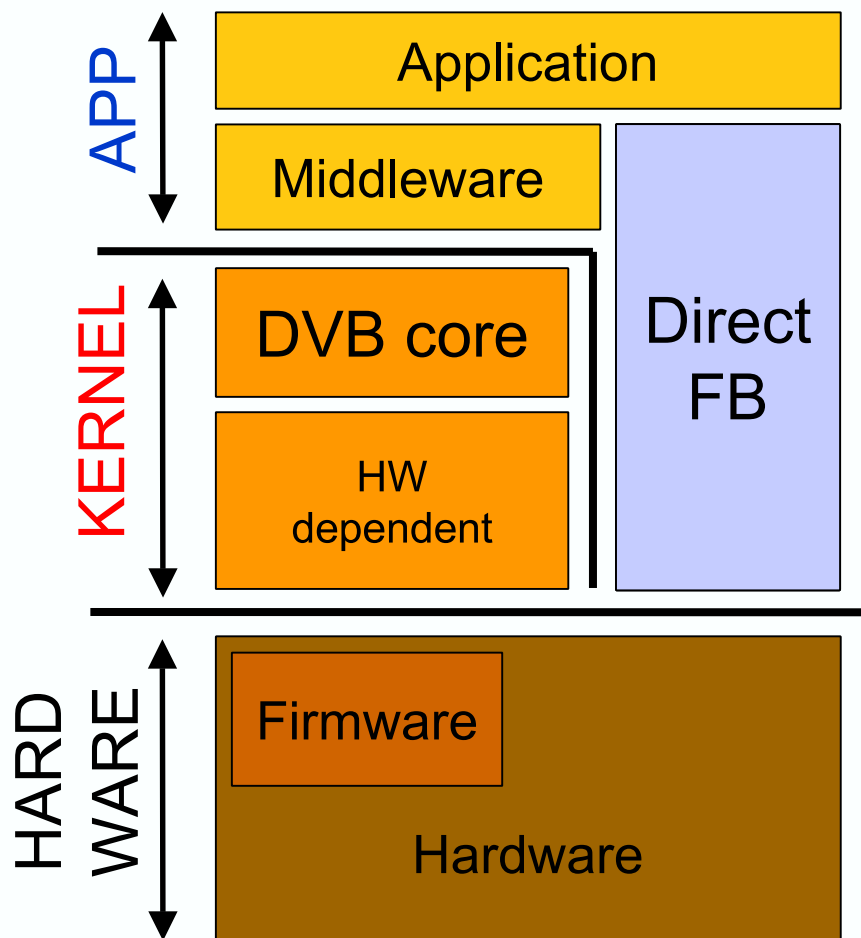 APP
Application
Middleware
Direct
FB
KERNEL
DVB core
HW
dependent
HARD
WARE
Firmware
Hardware